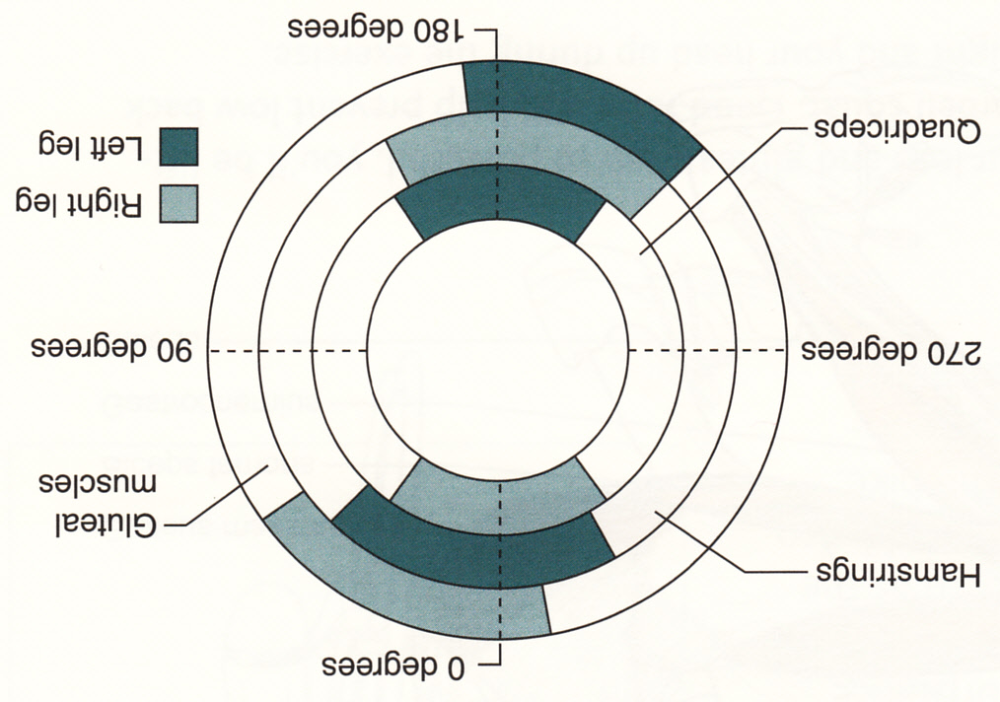 0 degrees
Hamstrings
Gluteal
muscles
270 degrees
90 degrees
Right leg
Left leg
Quadriceps
180 degrees